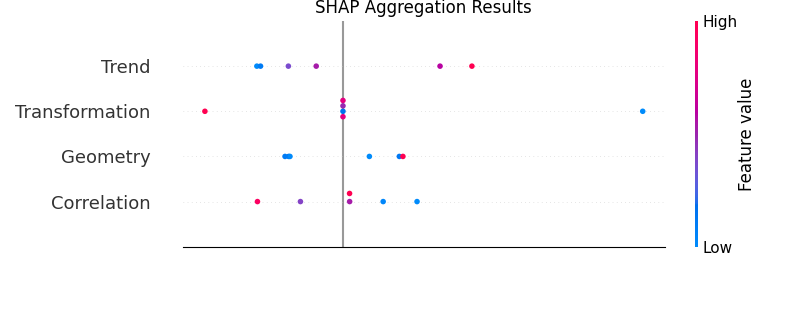 SHAP Aggregation Results
High
Trend
Transformation
Geometry
Correlation
Feature value
Low